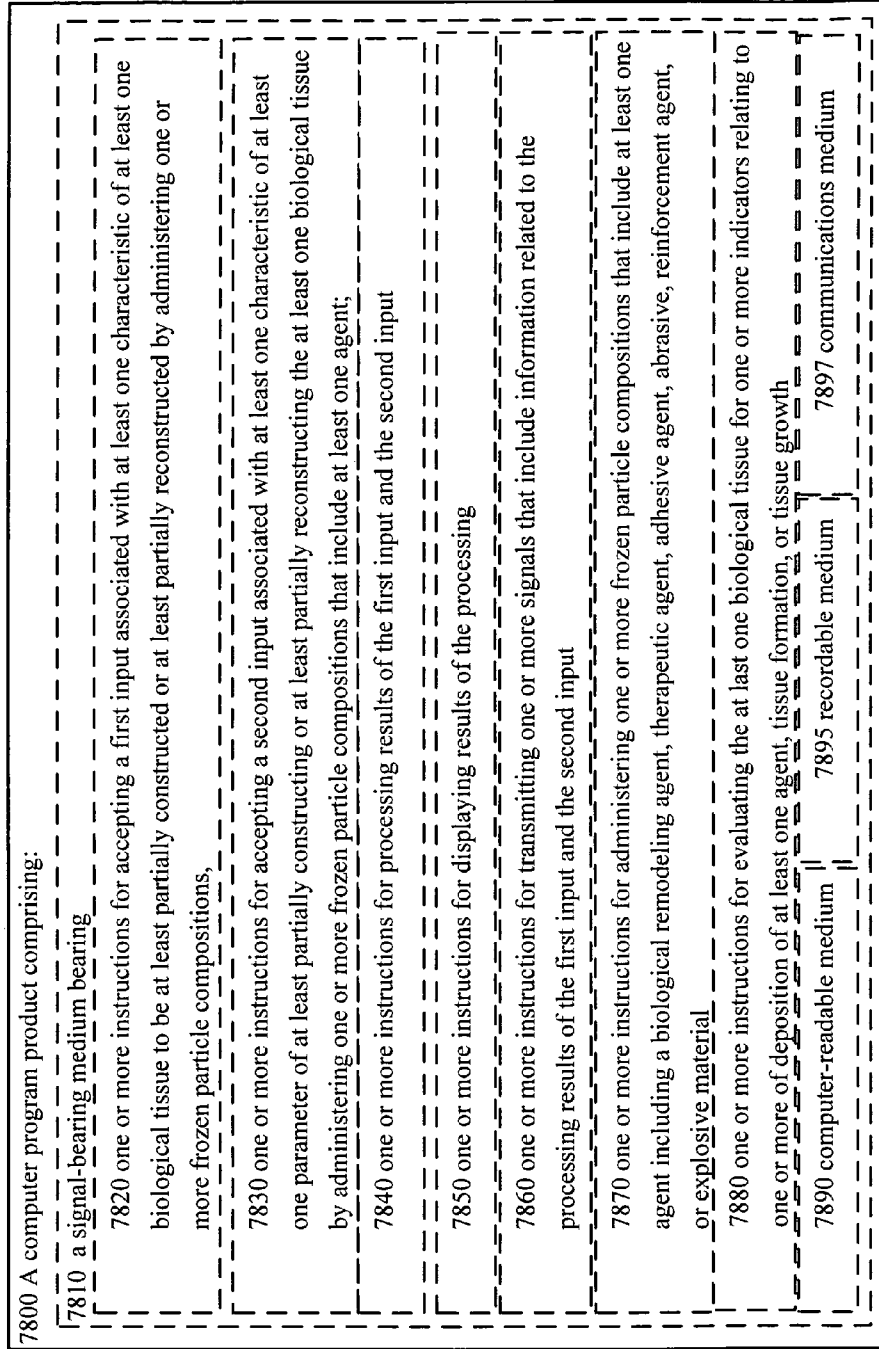 7800 A computer program product comprising:
7810 a signal-bearing medium bearing
7820 one or more instructions for accepting a first input associated with at least one characteristic of at least one
biological tissue to be at least partially constructed or at least partially reconstructed by administering one or
more frozen particle compositions,
7830 one or more instructions for accepting a second input associated with at least one characteristic of at least
one parameter of at least partially constructing or at least partially reconstructing the at least one biological tissue
by administering one or more frozen particle compositions that include at least one agent;
7840 one or more instructions for processing results of the first input and the second input
7850 one or more instructions for displaying results of the processing
7860 one or more instructions for transmitting one or more signals that include information related to the
processing results of the first input and the second input
7870 one or more instructions for administering one or more frozen particle compositions that include at least one
agent including a biological remodeling agent, therapeutic agent, adhesive agent, abrasive, reinforcement agent,
or explosive material
7880 one or more instructions for evaluating the at last one biological tissue for one or more indicators relating to
one or more of deposition of at least one agent, tissue formation, or tissue growth
7890 computer-readable medium
7895 recordable medium
7897 communications medium